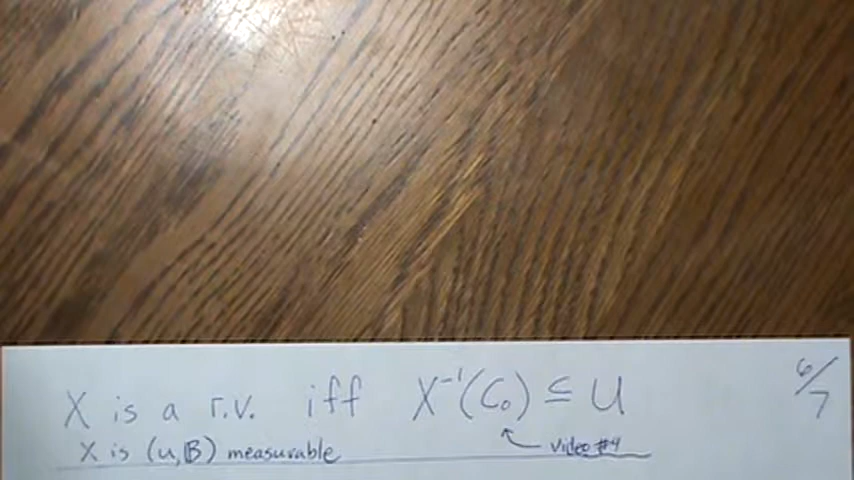 X is a r.v. iff X⁻¹(C₀) ⊆ U
6/7
X is (U, B) measurable
Video #4